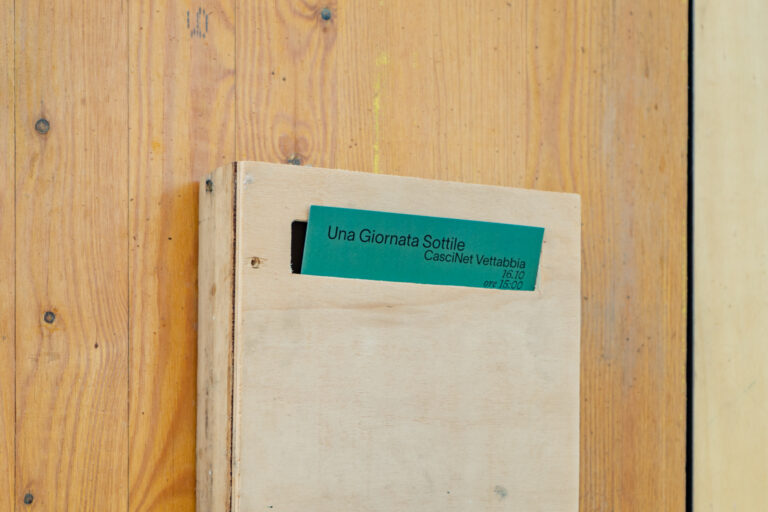 Una Giornata Sottile
CasciNet Vettabbia
16.10
ore 15:00